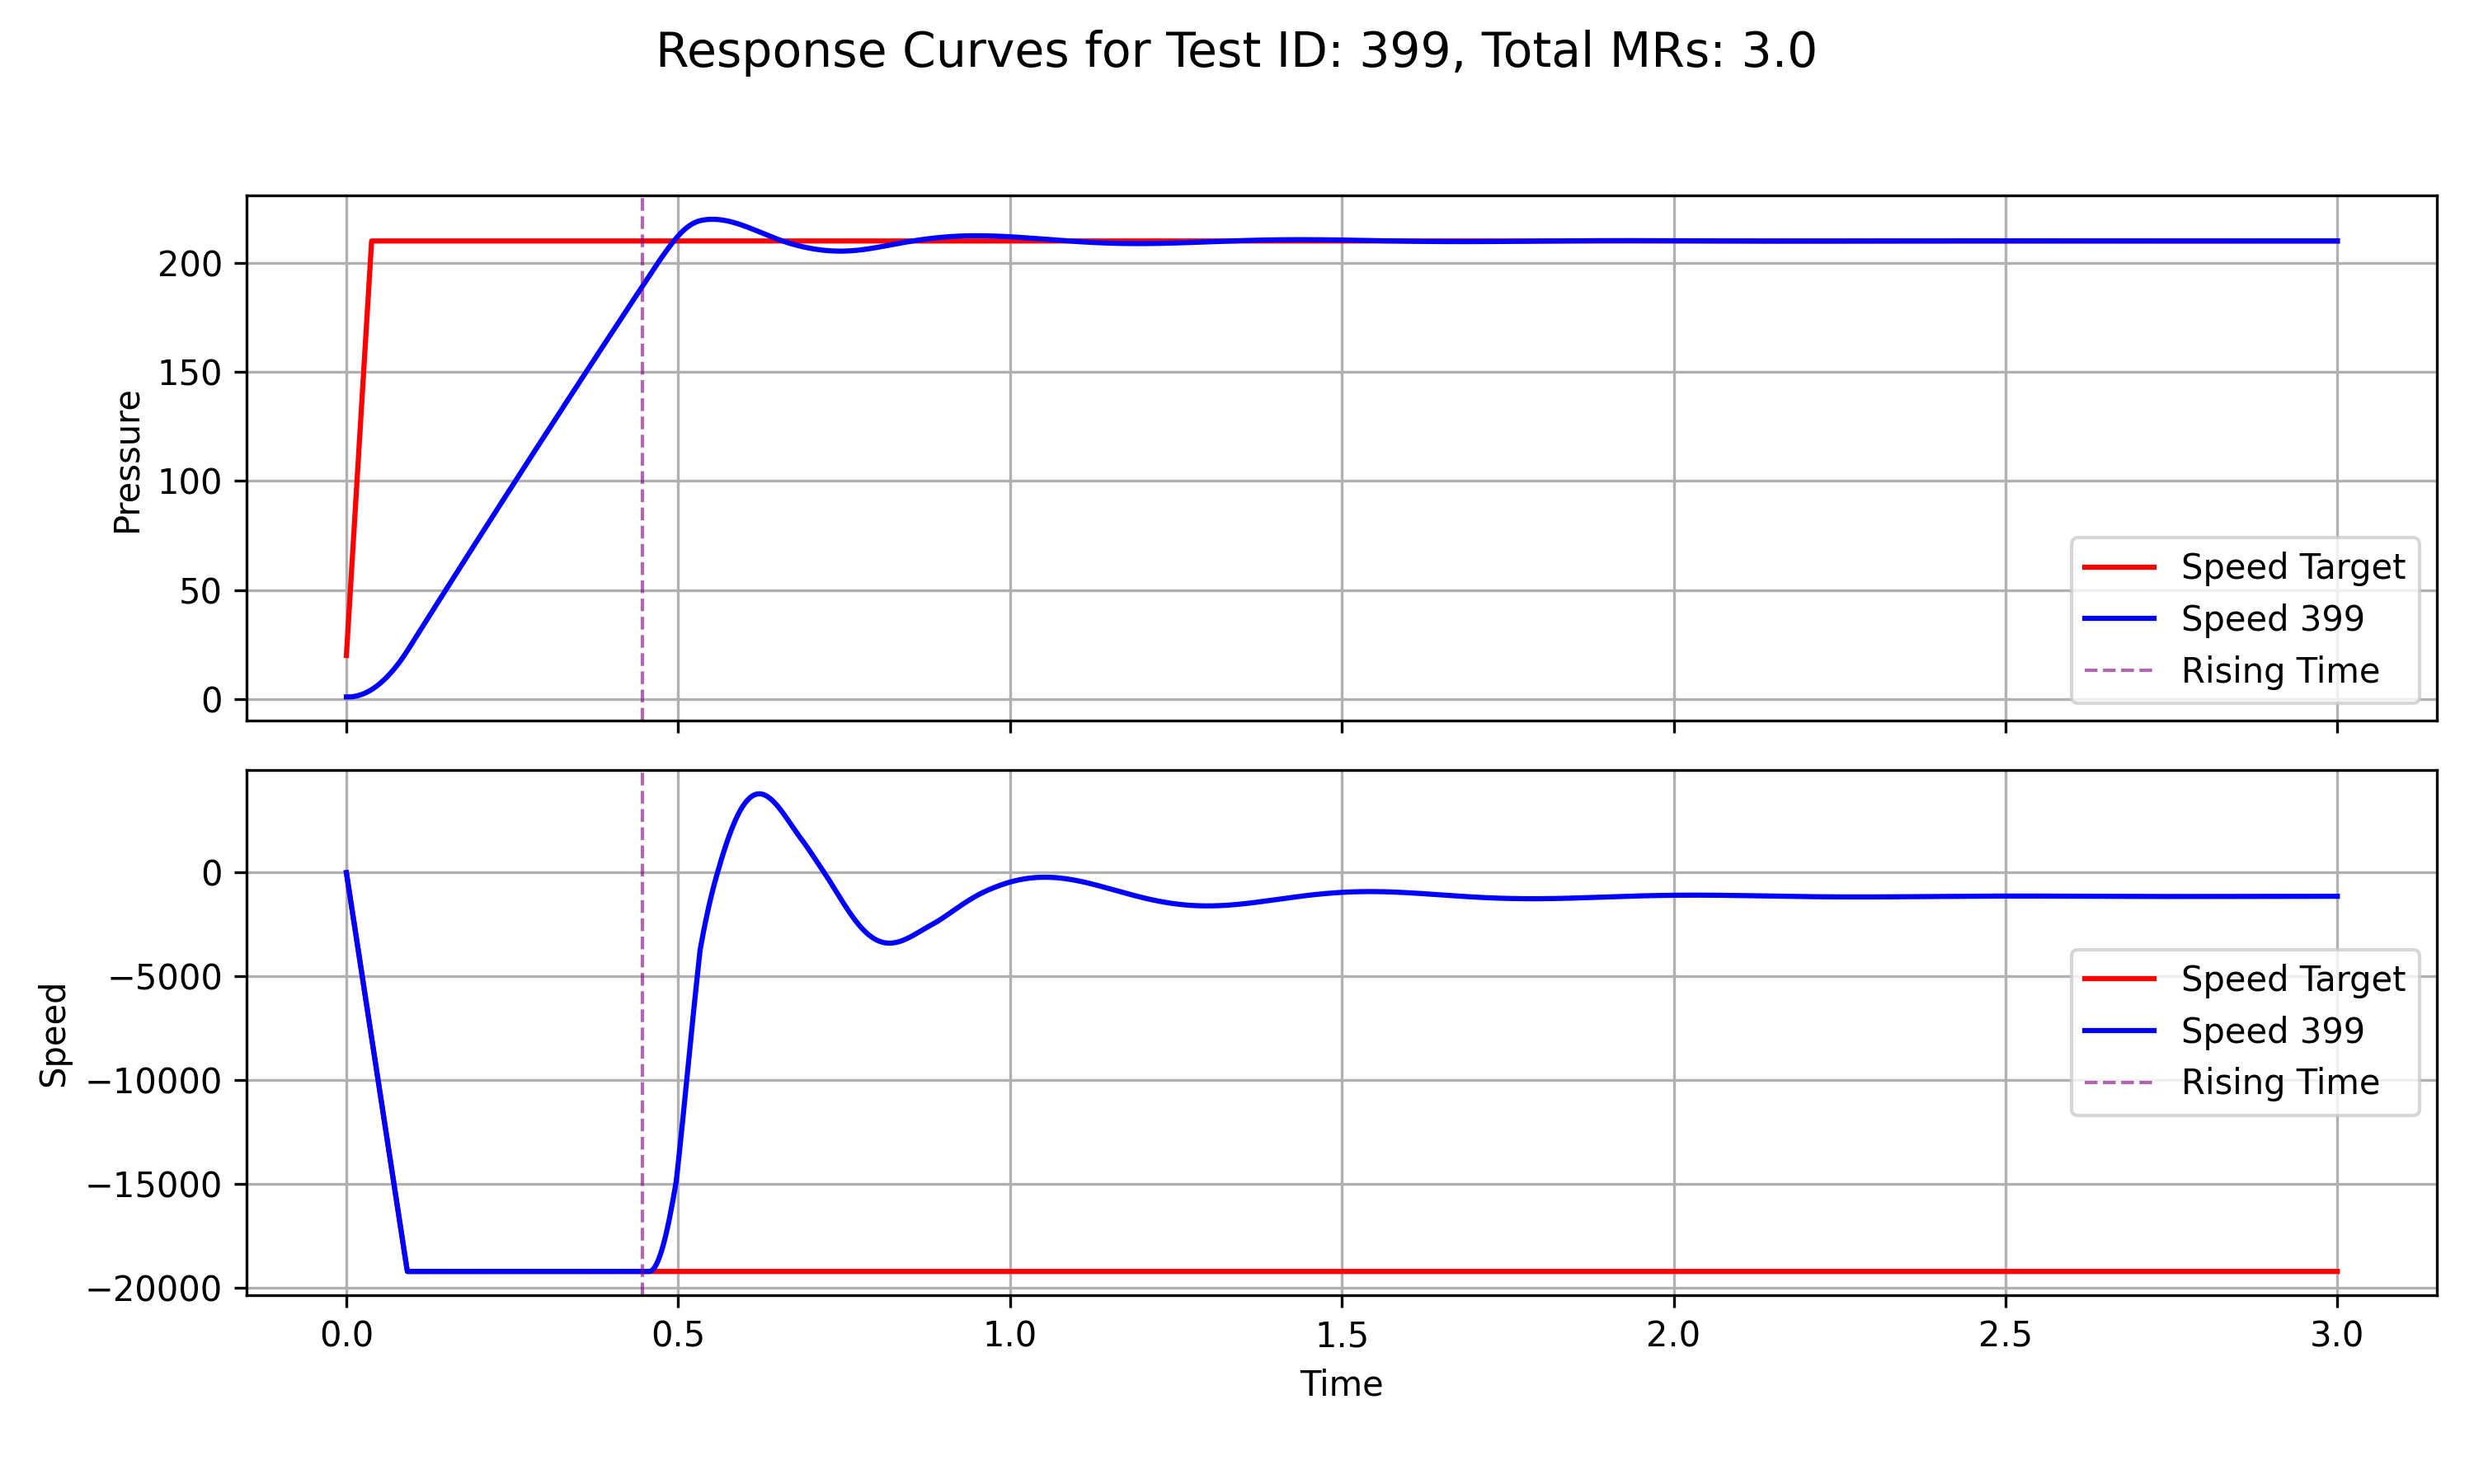 Response Curves for Test ID: 399, Total MRs: 3.0
Pressure
200
150
100
50
0
Speed Target
Speed 399
Rising Time
Speed
0
−5000
−10000
−15000
−20000
Speed Target
Speed 399
Rising Time
0.0 0.5 1.0 1.5 2.0 2.5 3.0
Time